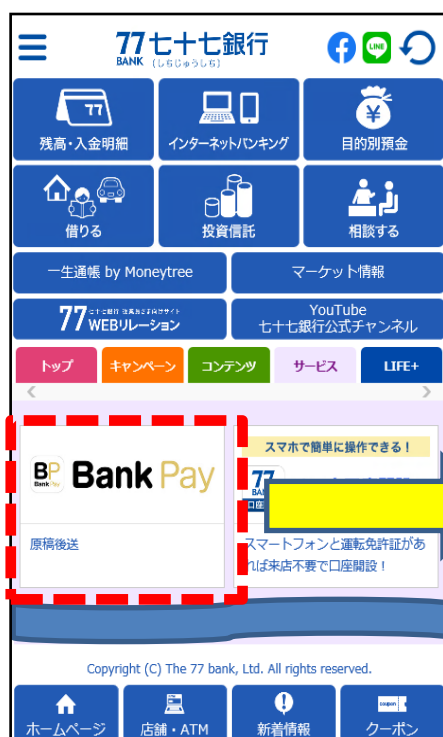 77 七十七銀行
BANK (しちじゅうしち)
LINE
77
残高・入金明細
インターネットバンキング
目的別預金
借りる
投資信託
相談する
一生通帳 by Moneytree
マーケット情報
77
WEBリレーション
YouTube
七十七銀行公式チャンネル
トップ
キャンペーン
コンテンツ
サービス
LIFE+
BP
Bank Pay
Bank Pay
原稿後送
スマホで簡単に操作できる!
77
スマートフォンと運転免許証があ
れば来店不要で口座開設!
Copyright (C) The 77 bank, Ltd. All rights reserved.
ホームページ
店舗・ATM
新着情報
クーポン